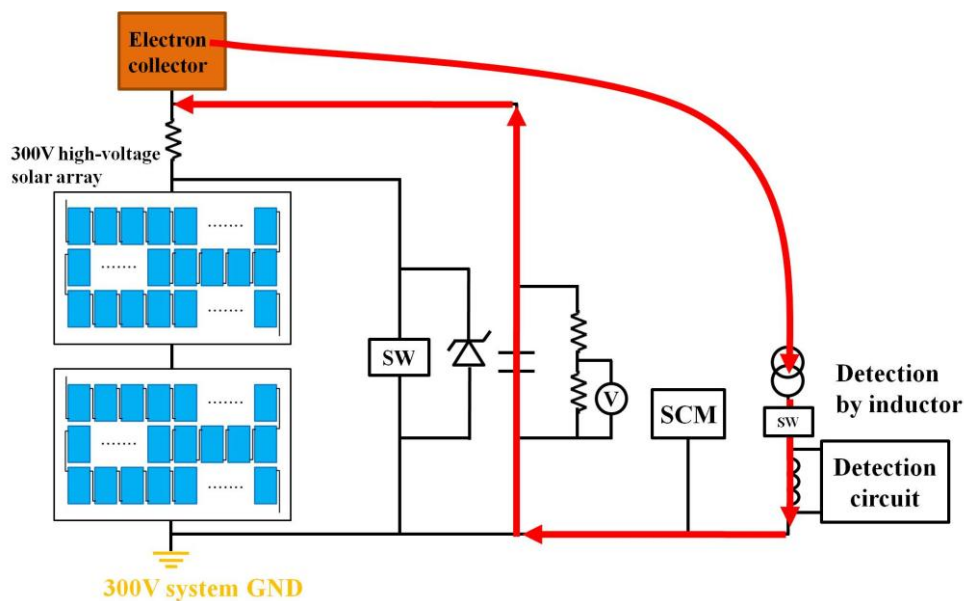 Electron
collector
300V high-voltage
solar array
.......
.......
.......
SW
V
SCM
Detection
by inductor
SW
Detection
circuit
.......
.......
.......
300V system GND